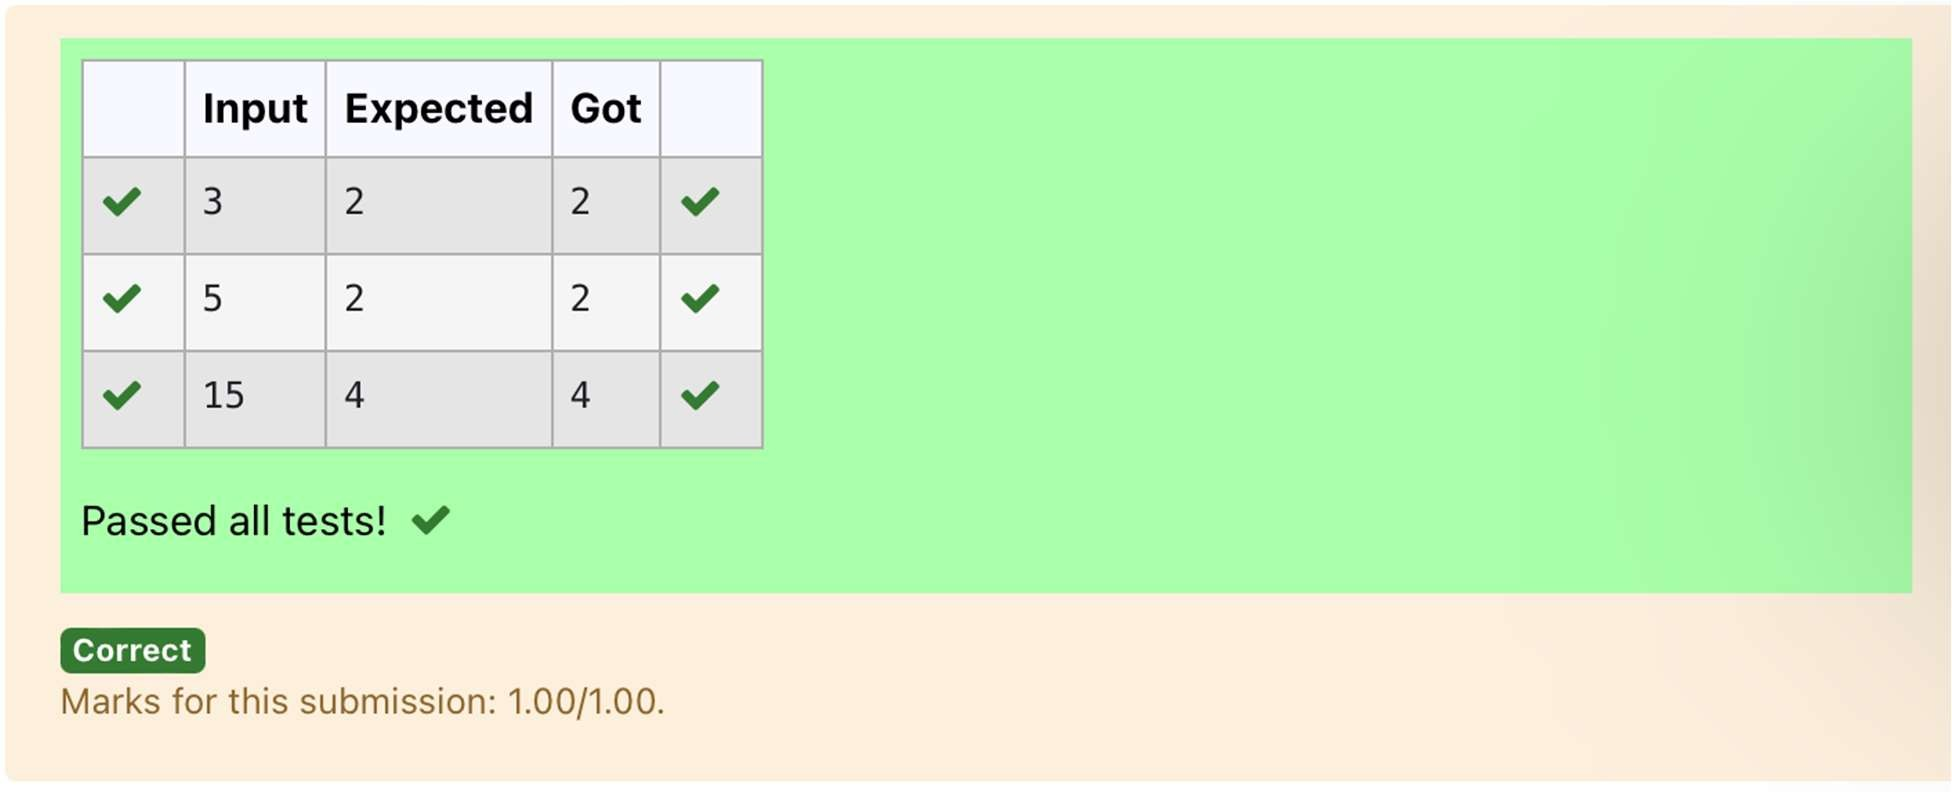 Input Expected Got
3 2 2
5 2 2
15 4 4
Passed all tests!
Correct
Marks for this submission: 1.00/1.00.